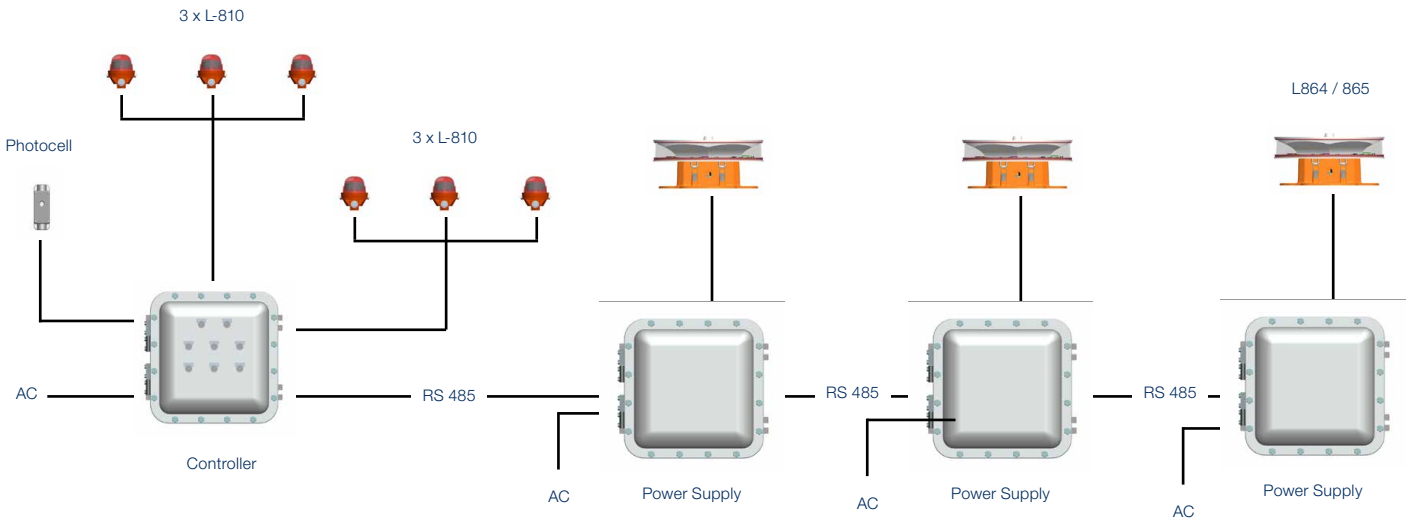 3 x L-810
L864 / 865
3 x L-810
Photocell
AC
RS 485
RS 485
RS 485
Controller
AC
Power Supply
AC
Power Supply
AC
Power Supply